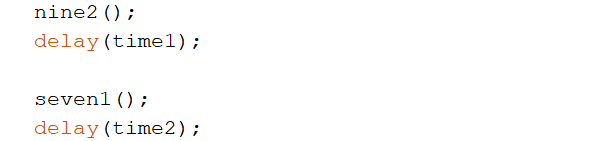 nine2();
delay(time1);
seven1();
delay(time2);